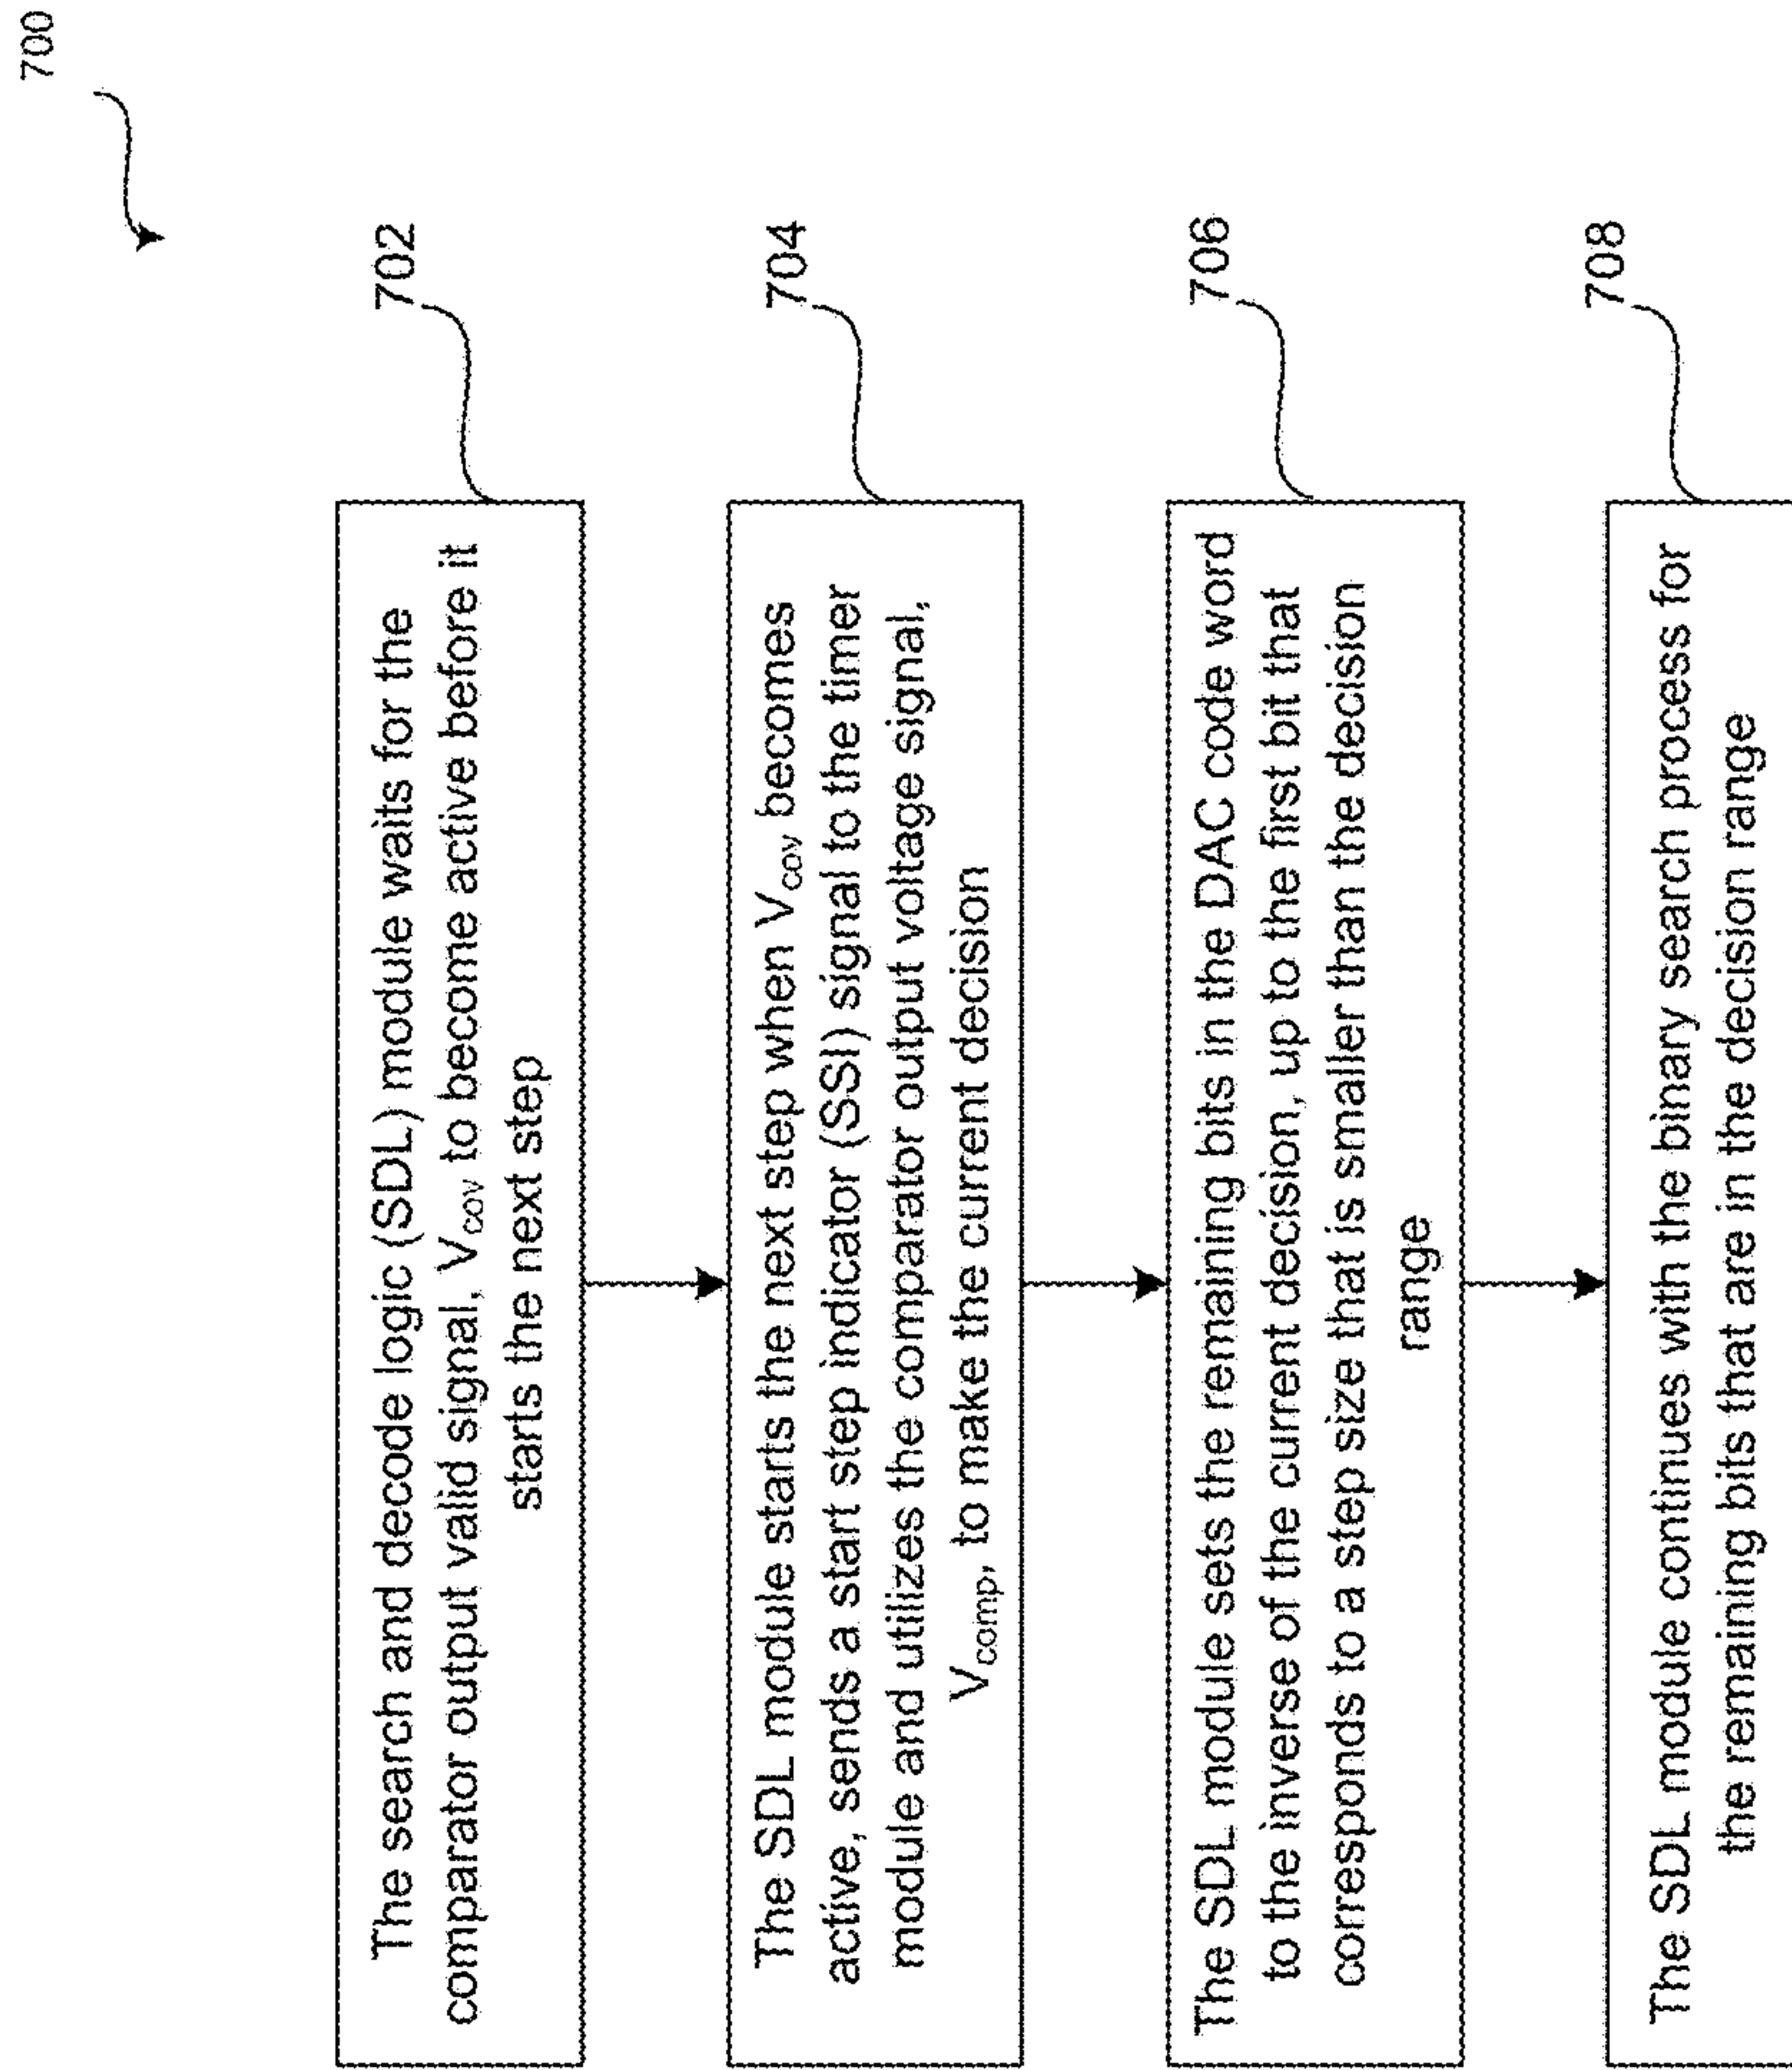 700
702
The search and decode logic (SDL) module waits for the
comparator output valid signal, Vcov to become active before it
starts the next step
704
The SDL module starts the next step when Vcov becomes
active, sends a start step indicator (SSI) signal to the timer
module and utilizes the comparator output voltage signal,
Vcomp, to make the current decision
706
The SDL module sets the remaining bits in the DAC code word
to the inverse of the current decision, up to the first bit that
corresponds to a step size that is smaller than the decision
range
708
The SDL module continues with the binary search process for
the remaining bits that are in the decision range